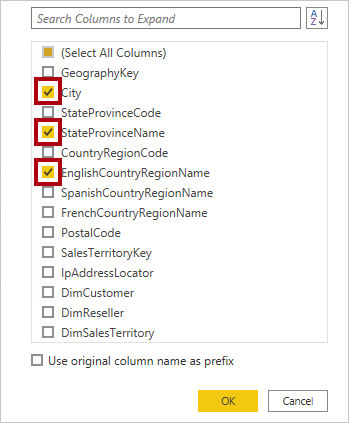 Search Columns to Expand
A
Z
(Select All Columns)
GeographyKey
City
StateProvinceCode
StateProvinceName
CountryRegionCode
EnglishCountryRegionName
SpanishCountryRegionName
FrenchCountryRegionName
PostalCode
SalesTerritoryKey
IpAddressLocator
DimCustomer
DimReseller
DimSalesTerritory
Use original column name as prefix
OK Cancel